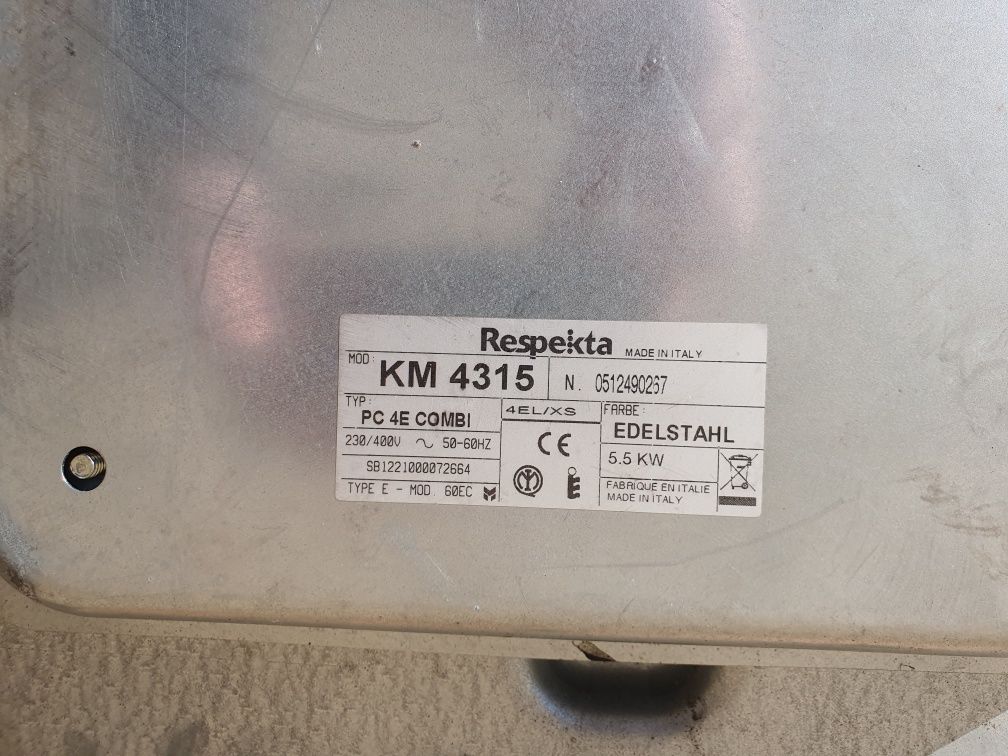 Respekta MADE IN ITALY
MOD: KM 4315 N. 0512490267
TYP: PC 4E COMBI
4EL/XS
FARBE: EDELSTAHL
230/400V ~ 50-60HZ
CE
5.5 KW
SB1221000072664
TYPE E - MOD. 60EC
FABRIQUE EN ITALIE
MADE IN ITALY